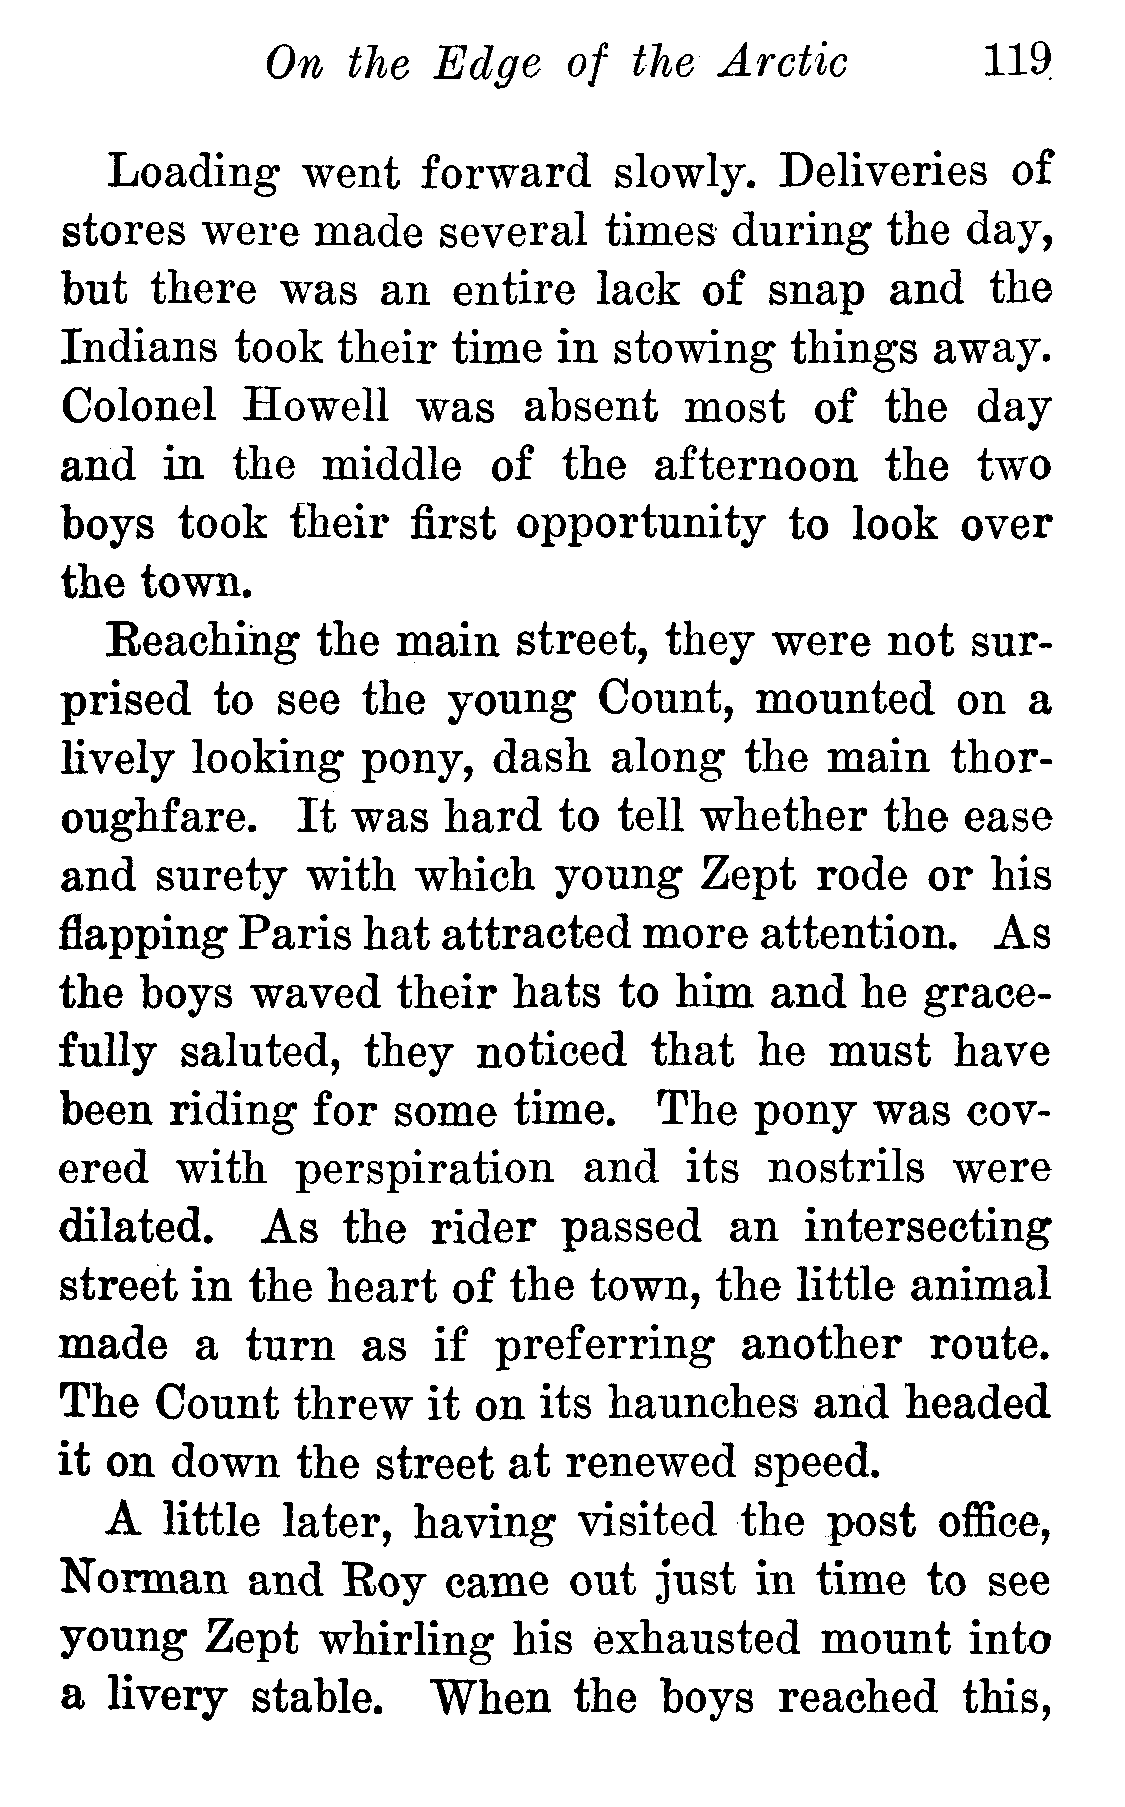 On the Edge of the Arctic 119
Loading went forward slowly. Deliveries of
stores were made several times during the day,
but there was an entire lack of snap and the
Indians took their time in stowing things away.
Colonel Howell was absent most of the day
and in the middle of the afternoon the two
boys took their first opportunity to look over
the town.
Reaching the main street, they were not sur-
prised to see the young Count, mounted on a
lively looking pony, dash along the main thor-
oughfare. It was hard to tell whether the ease
and surety with which young Zept rode or his
flapping Paris hat attracted more attention. As
the boys waved their hats to him and he grace-
fully saluted, they noticed that he must have
been riding for some time. The pony was cov-
ered with perspiration and its nostrils were
dilated. As the rider passed an intersecting
street in the heart of the town, the little animal
made a turn as if preferring another route.
The Count threw it on its haunches and headed
it on down the street at renewed speed.
A little later, having visited the post office,
Norman and Roy came out just in time to see
young Zept whirling his exhausted mount into
a livery stable. When the boys reached this,